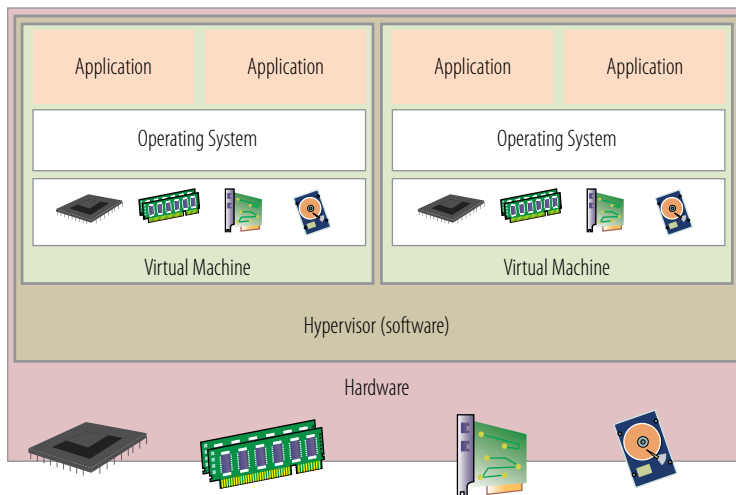 Application
Application
Application
Application
Operating System
Operating System
Virtual Machine
Virtual Machine
Hypervisor (software)
Hardware